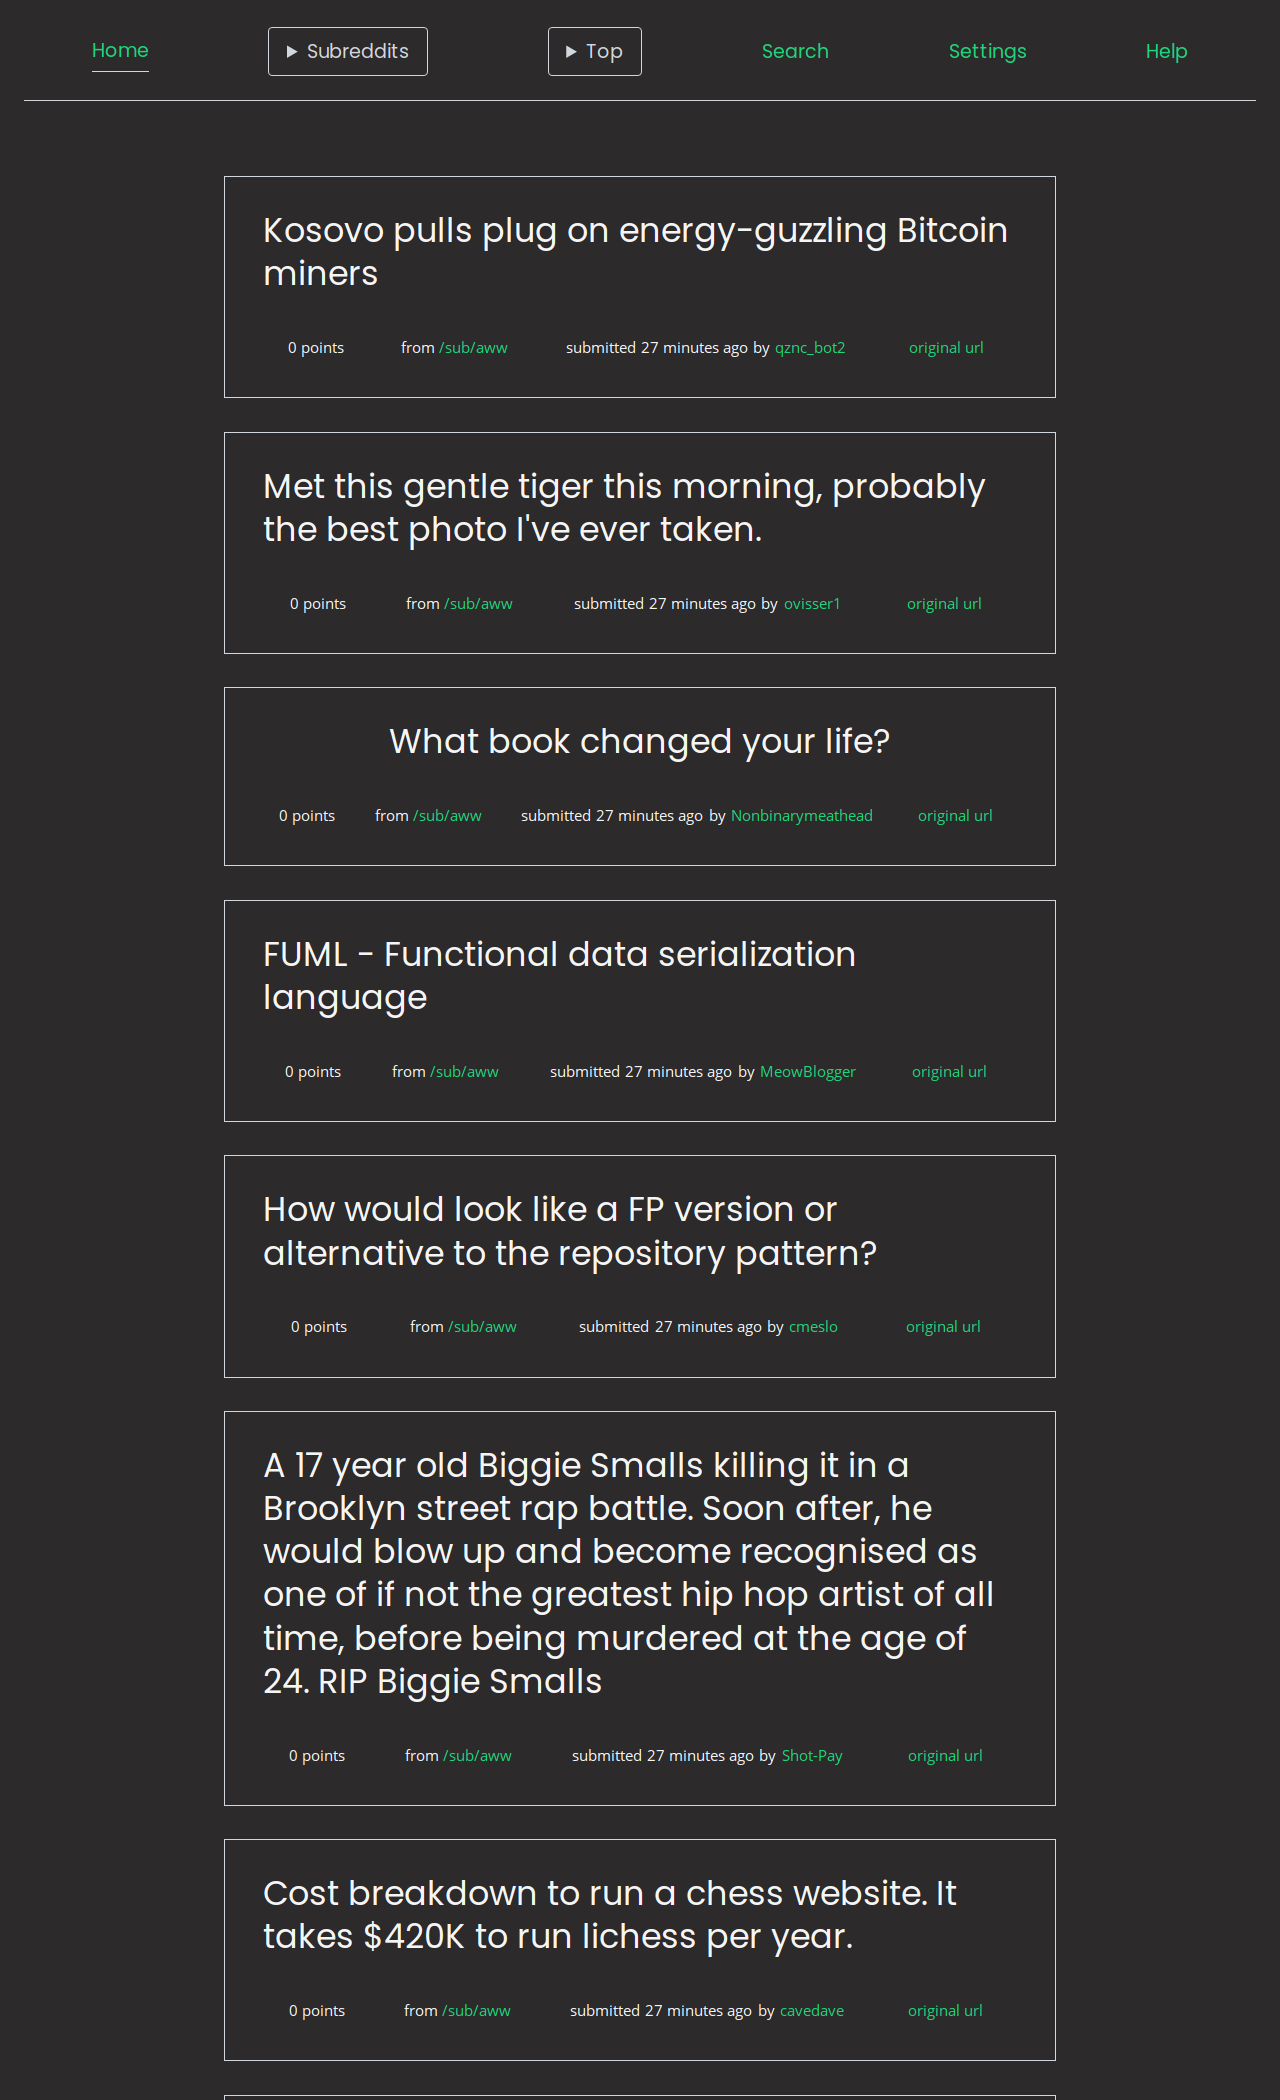 Home ▶ Subreddits ▶ Top Search Settings Help
Kosovo pulls plug on energy-guzzling Bitcoin
miners
0 points from /sub/aww submitted 27 minutes ago by qznc_bot2 original url
Met this gentle tiger this morning, probably
the best photo I've ever taken.
0 points from /sub/aww submitted 27 minutes ago by ovisser1 original url
What book changed your life?
0 points from /sub/aww submitted 27 minutes ago by Nonbinarymeathead original url
FUML - Functional data serialization
language
0 points from /sub/aww submitted 27 minutes ago by MeowBlogger original url
How would look like a FP version or
alternative to the repository pattern?
0 points from /sub/aww submitted 27 minutes ago by cmeslo original url
A 17 year old Biggie Smalls killing it in a
Brooklyn street rap battle. Soon after, he
would blow up and become recognised as
one of if not the greatest hip hop artist of all
time, before being murdered at the age of
24. RIP Biggie Smalls
0 points from /sub/aww submitted 27 minutes ago by Shot-Pay original url
Cost breakdown to run a chess website. It
takes $420K to run lichess per year.
0 points from /sub/aww submitted 27 minutes ago by cavedave original url